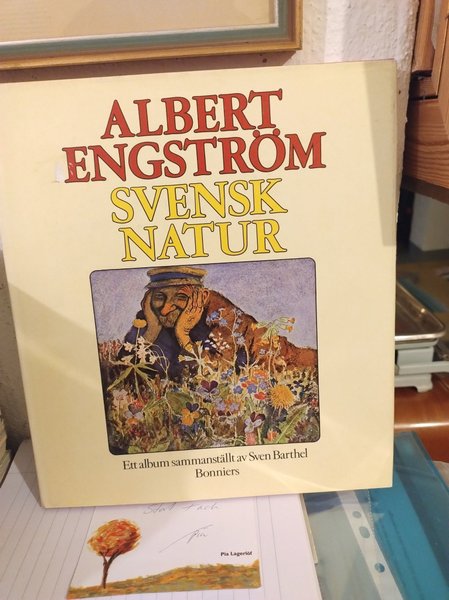 ALBERT
ENGSTRÖM
SVENSK
NATUR
Ett album sammanställt av Sven Barthel
Bonniers
Pia Lagerlöf